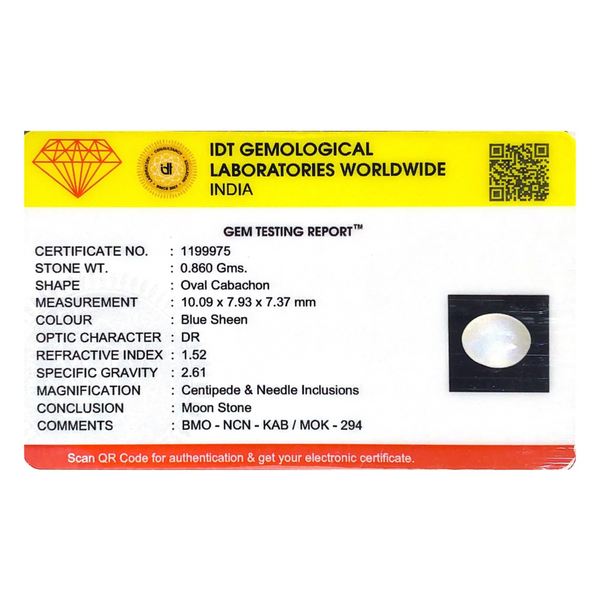 IDT GEMOLOGICAL
LABORATORIES WORLDWIDE
INDIA
GEM TESTING REPORT™
CERTIFICATE NO. : 1199975
STONE WT. : 0.860 Gms.
SHAPE : Oval Cabachon
MEASUREMENT : 10.09 x 7.93 x 7.37 mm
COLOUR : Blue Sheen
OPTIC CHARACTER : DR
REFRACTIVE INDEX : 1.52
SPECIFIC GRAVITY : 2.61
MAGNIFICATION : Centipede & Needle Inclusions
CONCLUSION : Moon Stone
COMMENTS : BMO - NCN - KAB / MOK - 294
Scan QR Code for authentication & get your electronic certificate.